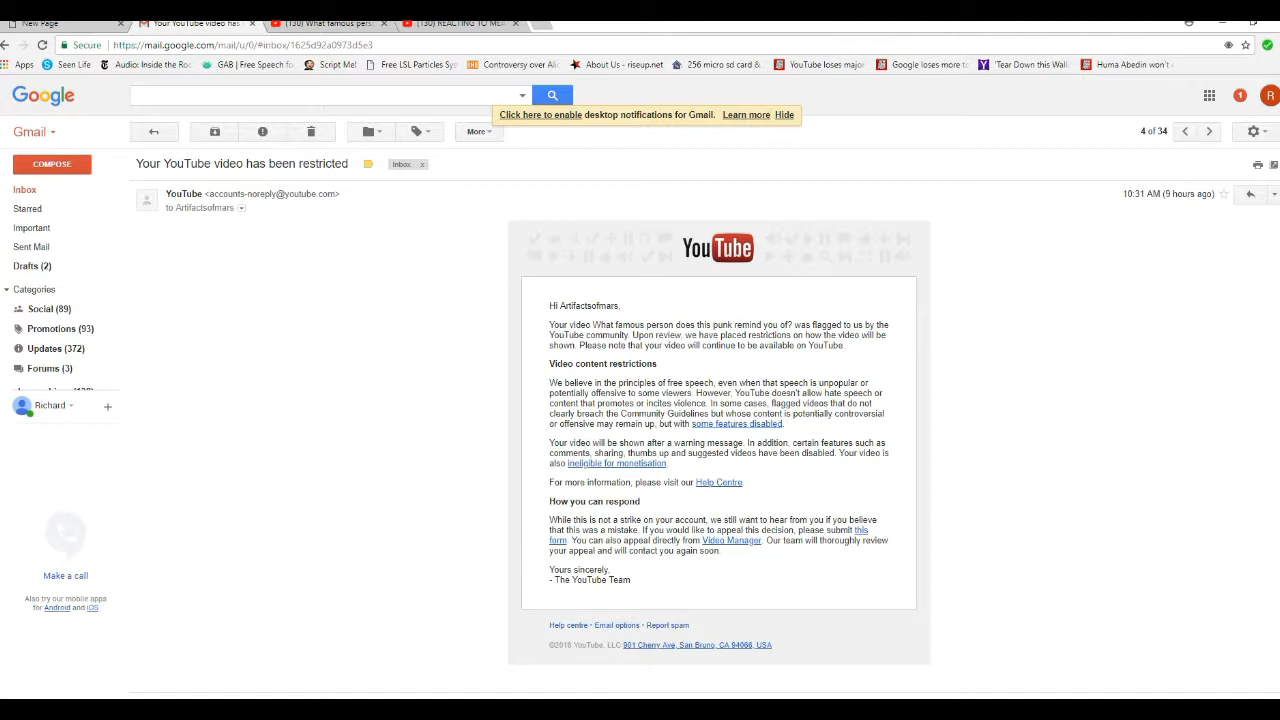 New Page
Your YouTube video has
(130) What famous pers
(130) REACTING TO MEA
Secure
https://mail.google.com/mail/u/0/#inbox/1625d92a0973d5e3
Apps Seen Life Audio: Inside the Roc GAB | Free Speech fo Script Me! Free LSL Particles Sys Controversy over Ali About Us - riseup.net 256 micro sd card & YouTube loses major Google loses more to 'Tear Down this Wall Huma Abedin won't
Google
1
R
Click here to enable desktop notifications for Gmail. Learn more Hide
Gmail
More
4 of 34
COMPOSE
Your YouTube video has been restricted
Inbox x
Inbox
Starred
Important
Sent Mail
Drafts (2)
Categories
Social (89)
Promotions (93)
Updates (372)
Forums (3)
Richard
Make a call
Also try our mobile apps
for Android and iOS
YouTube <accounts-noreply@youtube.com>
to Artifactsofmars
10:31 AM (9 hours ago)
YouTube
Hi Artifactsofmars,
Your video What famous person does this punk remind you of? was flagged to us by the
YouTube community. Upon review, we have placed restrictions on how the video will be
shown. Please note that your video will continue to be available on YouTube.
Video content restrictions
We believe in the principles of free speech, even when that speech is unpopular or
potentially offensive to some viewers. However, YouTube doesn't allow hate speech or
content that promotes or incites violence. In some cases, flagged videos that do not
clearly breach the Community Guidelines but whose content is potentially controversial
or offensive may remain up, but with some features disabled.
Your video will be shown after a warning message. In addition, certain features such as
comments, sharing, thumbs up and suggested videos have been disabled. Your video is
also ineligible for monetisation.
For more information, please visit our Help Centre.
How you can respond
While this is not a strike on your account, we still want to hear from you if you believe
that this was a mistake. If you would like to appeal this decision, please submit this
form. You can also appeal directly from Video Manager. Our team will thoroughly review
your appeal and will contact you again soon.
Yours sincerely,
- The YouTube Team
Help centre • Email options • Report spam
©2018 YouTube, LLC 901 Cherry Ave, San Bruno, CA 94066, USA